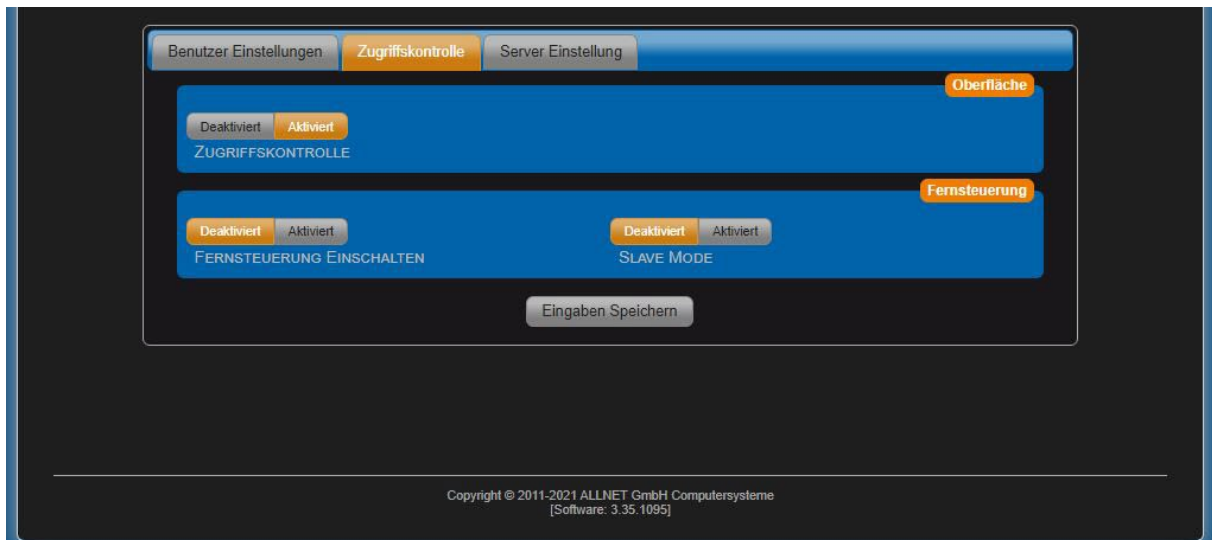 Benutzer Einstellungen Zugriffskontrolle Server Einstellung
Oberfläche
Deaktiviert Aktiviert
ZUGRIFFSKONTROLLE
Fernsteuerung
Deaktiviert Aktiviert Deaktiviert Aktiviert
FERNSTEUERUNG EINSCHALTEN SLAVE MODE
Eingaben Speichern
Copyright © 2011-2021 ALLNET GmbH Computersysteme
[Software: 3.35.1095]